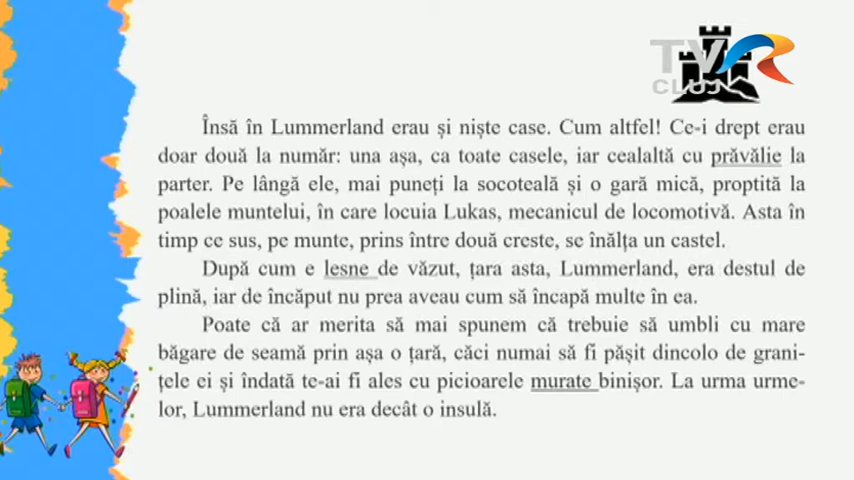 TVR
CLUJ
Însă în Lummerland erau și niște case. Cum altfel! Ce-i drept erau
doar două la număr: una așa, ca toate casele, iar cealaltă cu prăvălie la
parter. Pe lângă ele, mai puneți la socoteală și o gară mică, proptită la
poalele muntelui, în care locuia Lukas, mecanicul de locomotivă. Asta în
timp ce sus, pe munte, prins între două creste, se înălța un castel.
După cum e lesne de văzut, țara asta, Lummerland, era destul de
plină, iar de încăput nu prea aveau cum să încapă multe în ea.
Poate că ar merita să mai spunem că trebuie să umbli cu mare
băgare de seamă prin așa o țară, căci numai să fi pășit dincolo de grani-
țele ei și îndată te-ai fi ales cu picioarele murate binișor. La urma urme-
lor, Lummerland nu era decât o insulă.